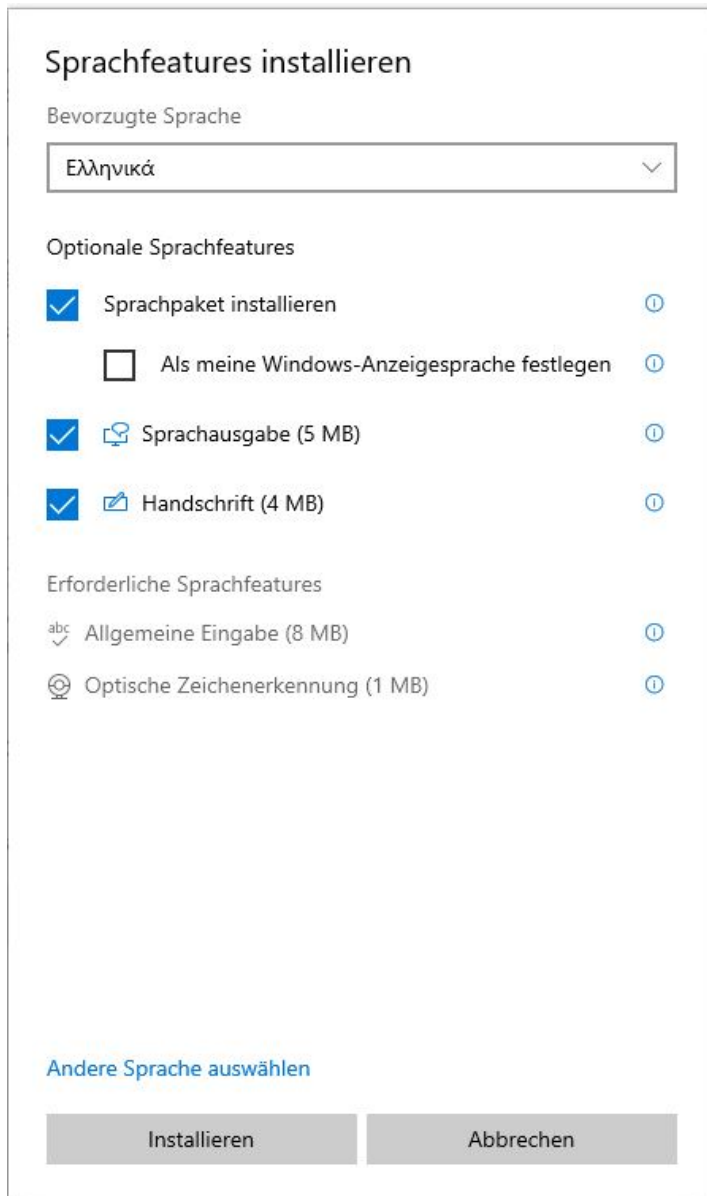 Sprachfeatures installieren
Bevorzugte Sprache
Ελληνικά
Optionale Sprachfeatures
Sprachpaket installieren
Als meine Windows-Anzeigesprache festlegen
Sprachausgabe (5 MB)
Handschrift (4 MB)
Erforderliche Sprachfeatures
abc Allgemeine Eingabe (8 MB)
Optische Zeichenerkennung (1 MB)
Andere Sprache auswählen
Installieren Abbrechen